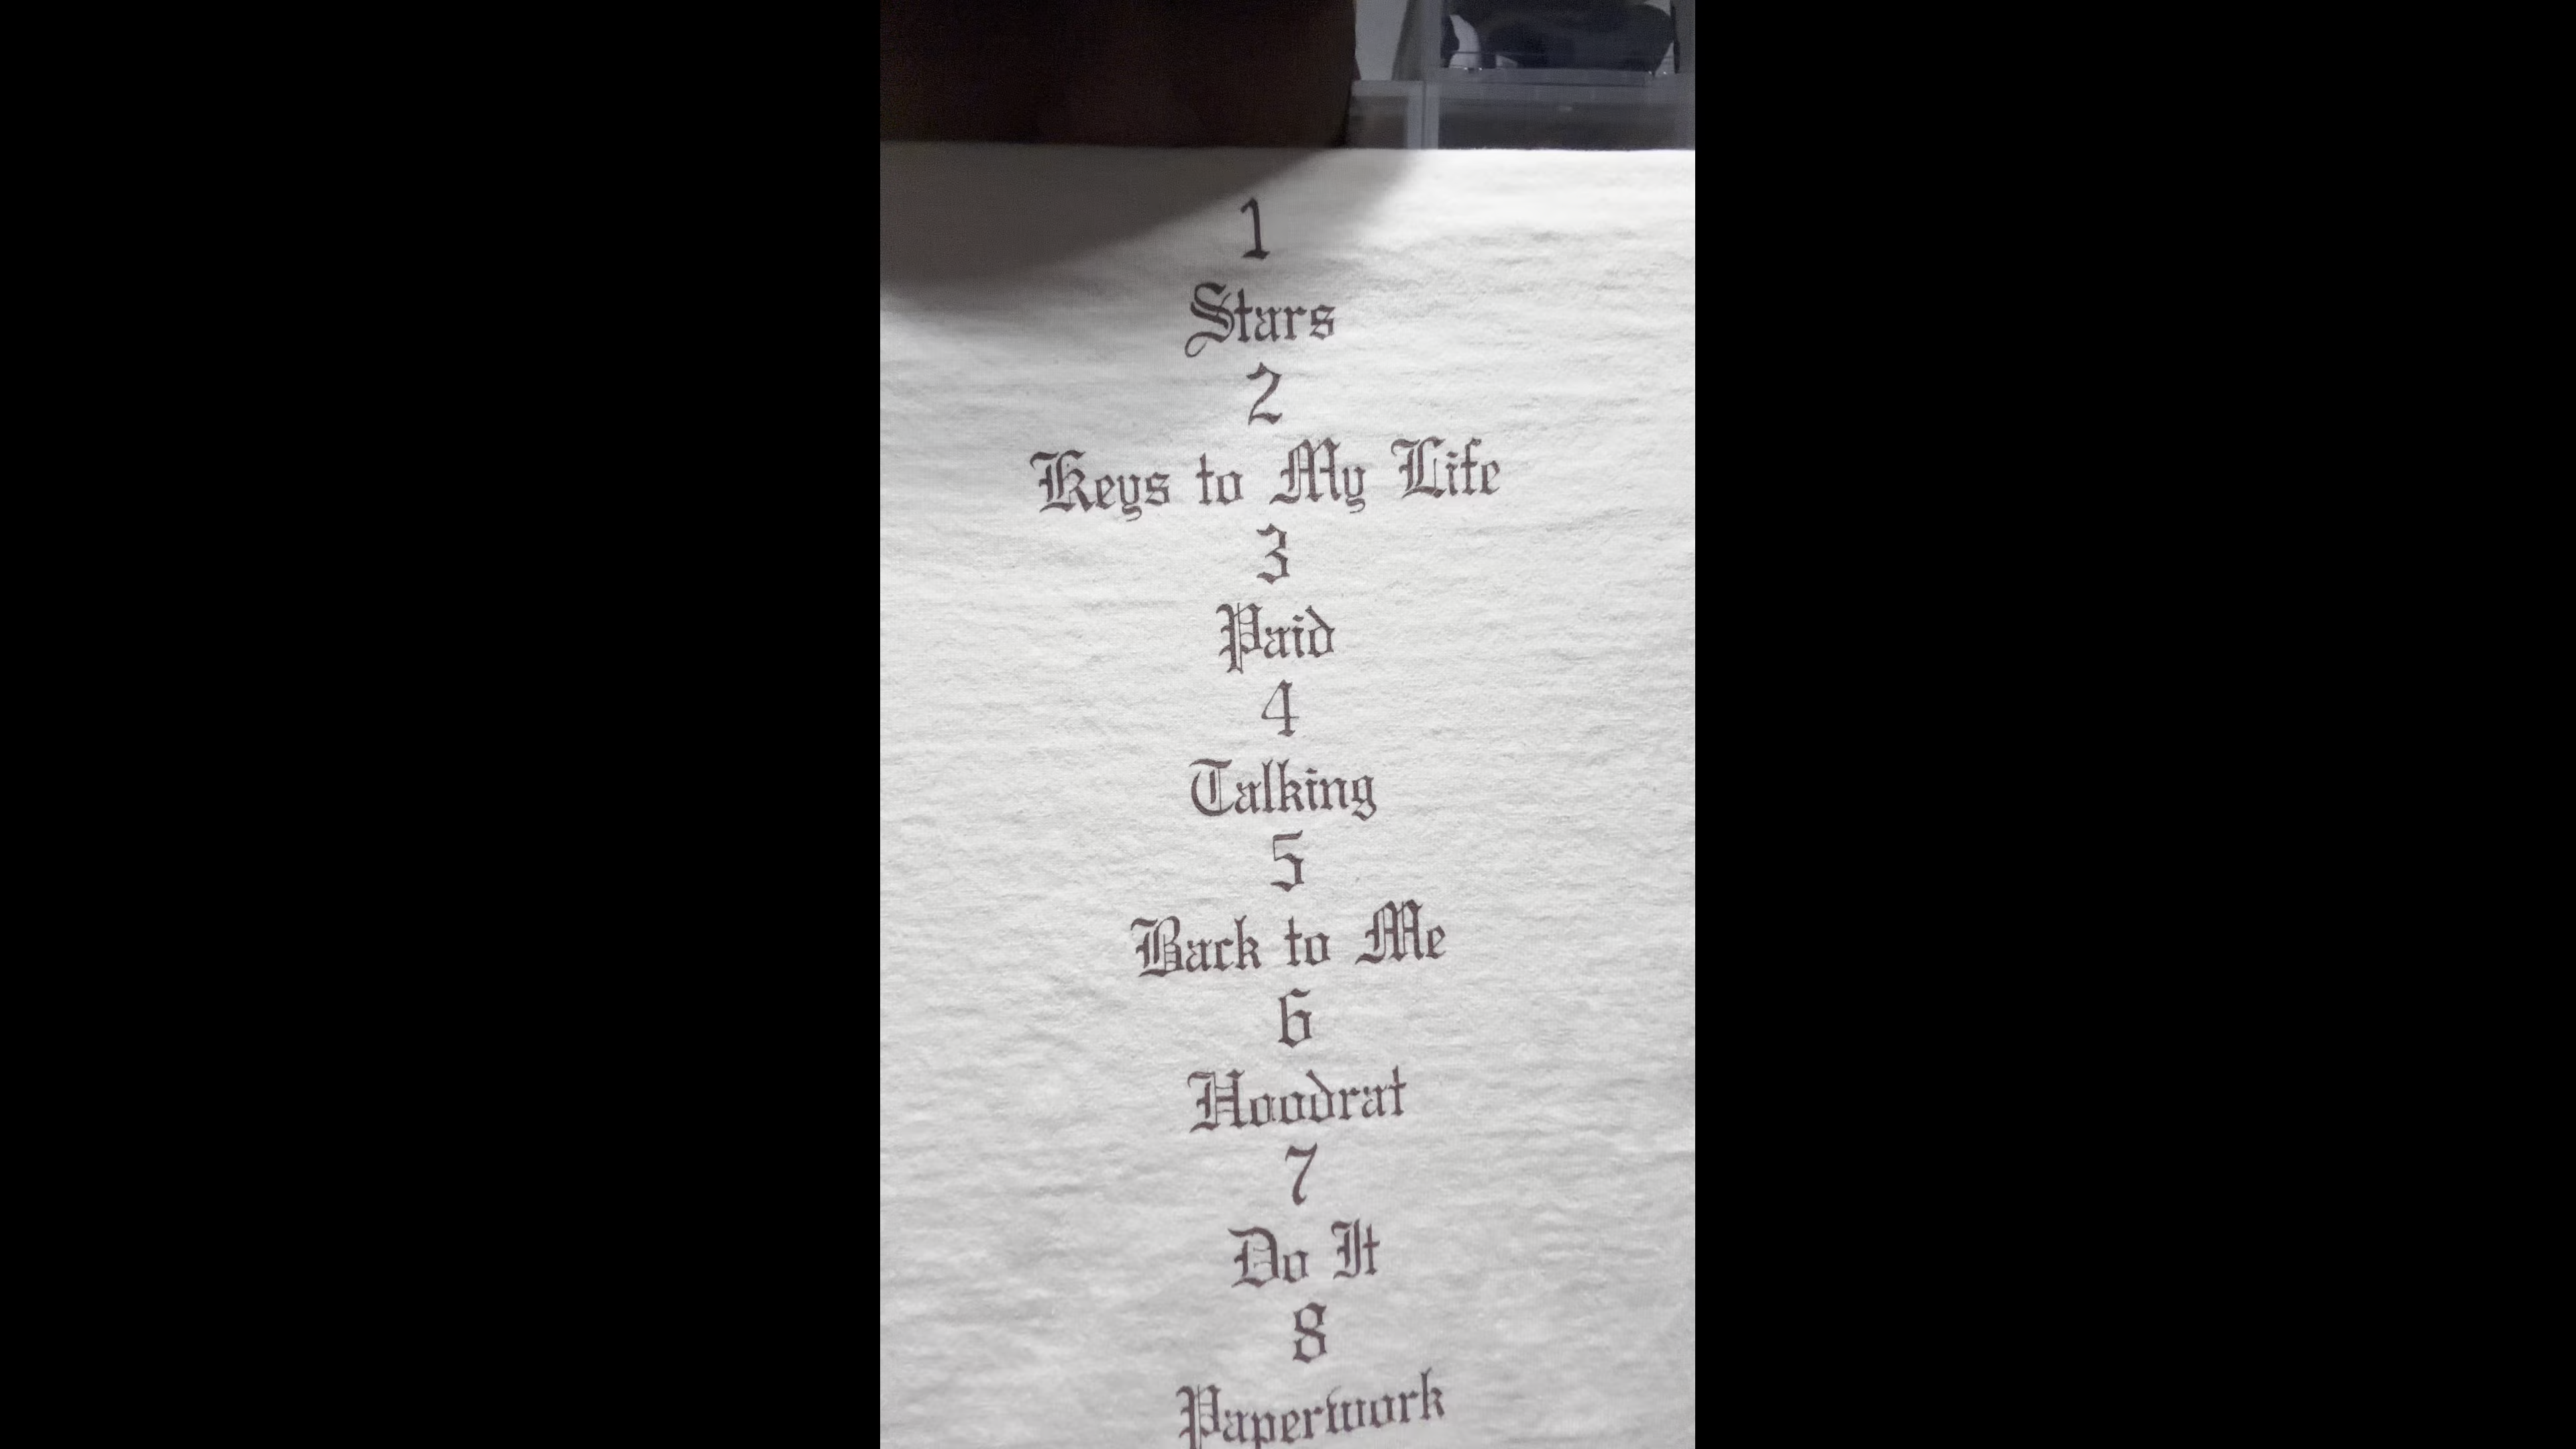 1
Stars
2
Keys to My Life
3
Paid
4
Talking
5
Back to Me
6
Hoodrat
7
Do It
8
Paperwork